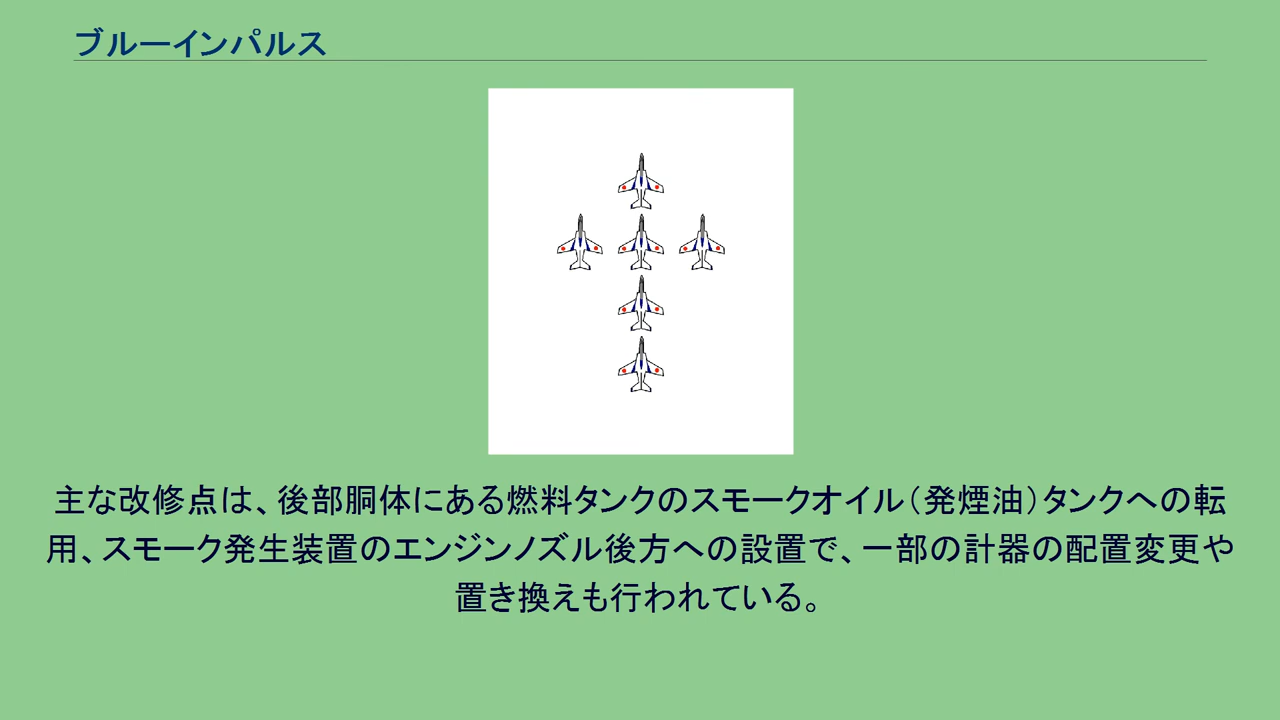 ブルーインパルス
主な改修点は、後部胴体にある燃料タンクのスモークオイル（発煙油）タンクへの転
用、スモーク発生装置のエンジンノズル後方への設置で、一部の計器の配置変更や
置き換えも行われている。